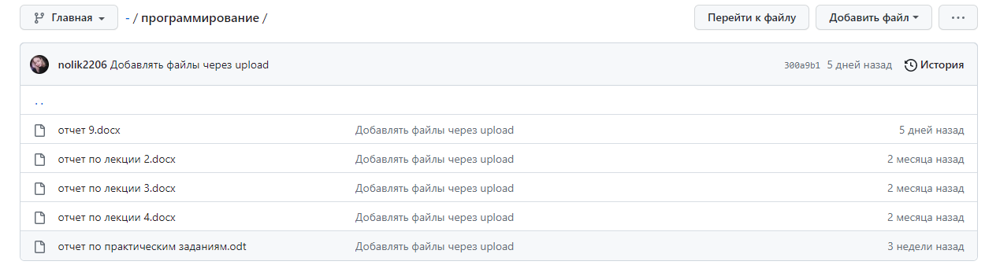 Главная - / программирование / Перейти к файлу Добавить файл ...
nolik2206 Добавлять файлы через upload 300a9b1 5 дней назад История
..
отчет 9.docx Добавлять файлы через upload 5 дней назад
отчет по лекции 2.docx Добавлять файлы через upload 2 месяца назад
отчет по лекции 3.docx Добавлять файлы через upload 2 месяца назад
отчет по лекции 4.docx Добавлять файлы через upload 2 месяца назад
отчет по практическим заданиям.odt Добавлять файлы через upload 3 недели назад